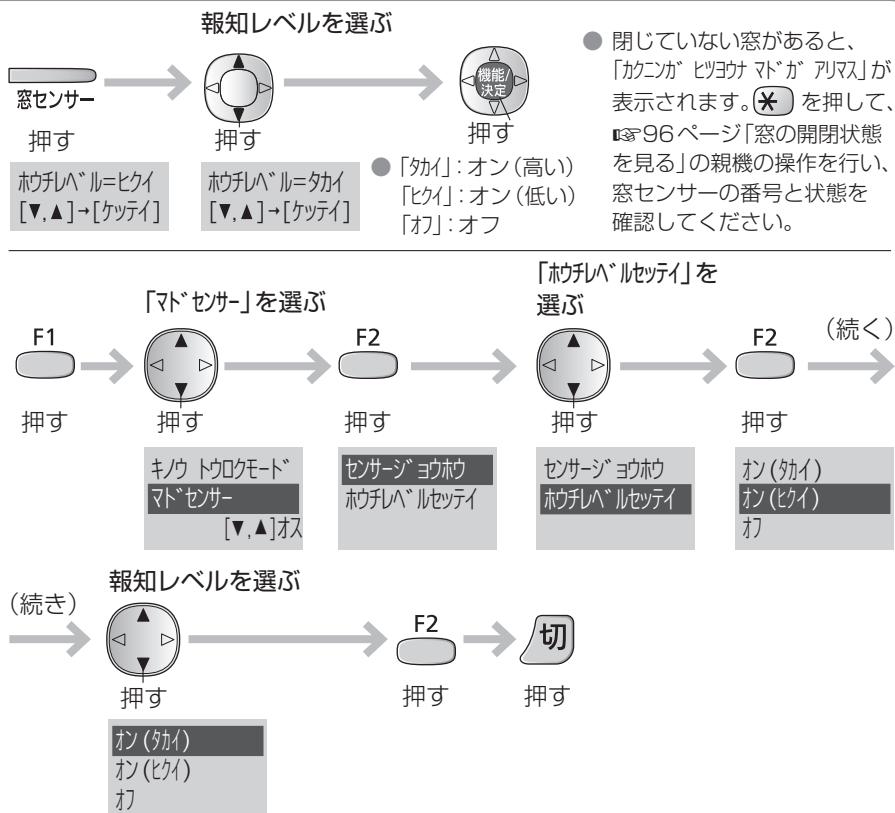 報知レベルを選ぶ
窓センサー
機能/
決定
押す
押す
押す
ﾎｳﾁﾚﾍﾞﾙ=ﾋｸｲ
[▼,▲]→[ｹｯﾃｲ]
ﾎｳﾁﾚﾍﾞﾙ=ﾀｶｲ
[▼,▲]→[ｹｯﾃｲ]
●「ﾀｶｲ」：オン（高い）
「ﾋｸｲ」：オン（低い）
「ｵﾌ」：オフ
● 閉じていない窓があると、
「ｶｸﾆﾝｶﾞ ﾋﾂﾖｳﾅ ﾏﾄﾞｶﾞ ｱﾘﾏｽ」が
表示されます。(✱) を押して、
☞96ページ「窓の開閉状態
を見る」の親機の操作を行い、
窓センサーの番号と状態を
確認してください。
F1
押す
「ﾏﾄﾞｾﾝｻｰ」を選ぶ
押す
ｷﾉｳ ﾄｳﾛｸﾓｰﾄﾞ
ﾏﾄﾞｾﾝｻｰ
[▼,▲]ｵｽ
F2
押す
ｾﾝｻｰｼﾞｮｳﾎｳ
ﾎｳﾁﾚﾍﾞﾙｾｯﾃｲ
「ﾎｳﾁﾚﾍﾞﾙｾｯﾃｲ」を
選ぶ
押す
ｾﾝｻｰｼﾞｮｳﾎｳ
ﾎｳﾁﾚﾍﾞﾙｾｯﾃｲ
F2
押す
（続く）
ｵﾝ(ﾀｶｲ)
ｵﾝ(ﾋｸｲ)
ｵﾌ
（続き）
報知レベルを選ぶ
押す
ｵﾝ(ﾀｶｲ)
ｵﾝ(ﾋｸｲ)
ｵﾌ
F2
押す
切
押す